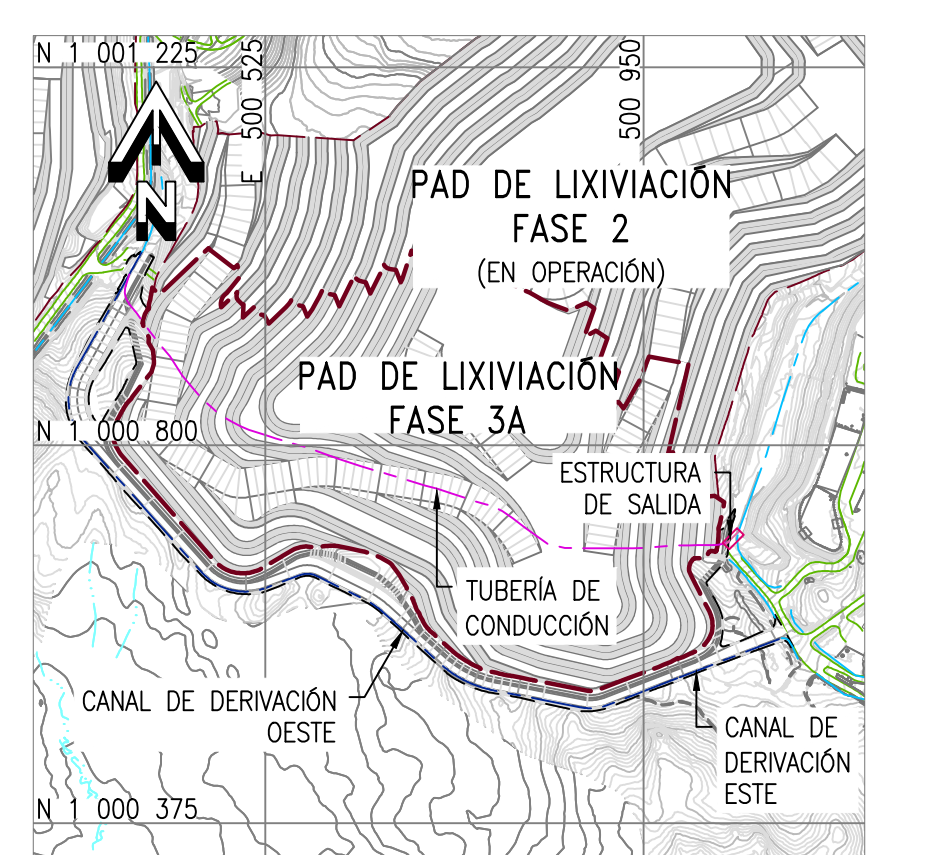 N 1 001 225
E 500 525
500 950
N
PAD DE LIXIVIACIÓN
FASE 2
(EN OPERACIÓN)
PAD DE LIXIVIACIÓN
FASE 3A
N 1 000 800
ESTRUCTURA
DE SALIDA
TUBERÍA DE
CONDUCCIÓN
CANAL DE DERIVACIÓN
OESTE
CANAL DE
DERIVACIÓN
ESTE
N 1 000 375